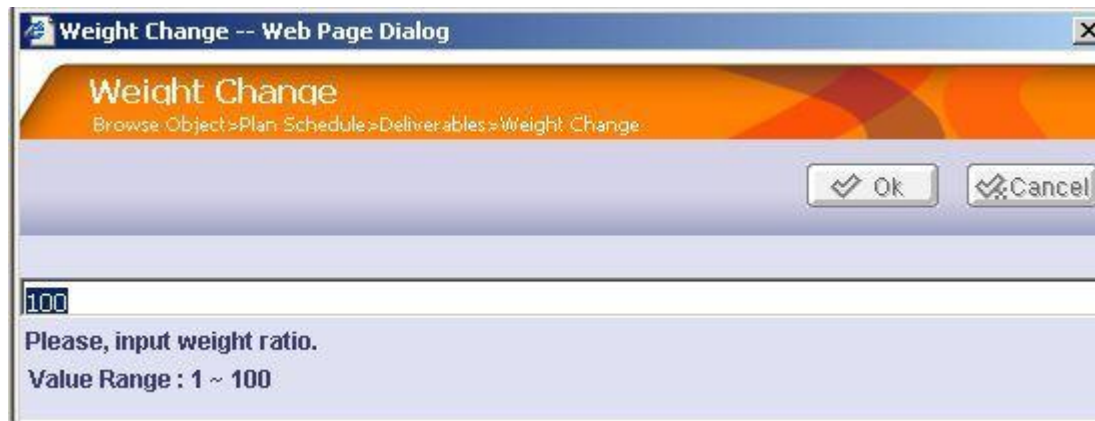 Weight Change -- Web Page Dialog
Weight Change
Browse Object>Plan Schedule>Deliverables>Weight Change
Ok Cancel
100
Please, input weight ratio.
Value Range : 1 ~ 100